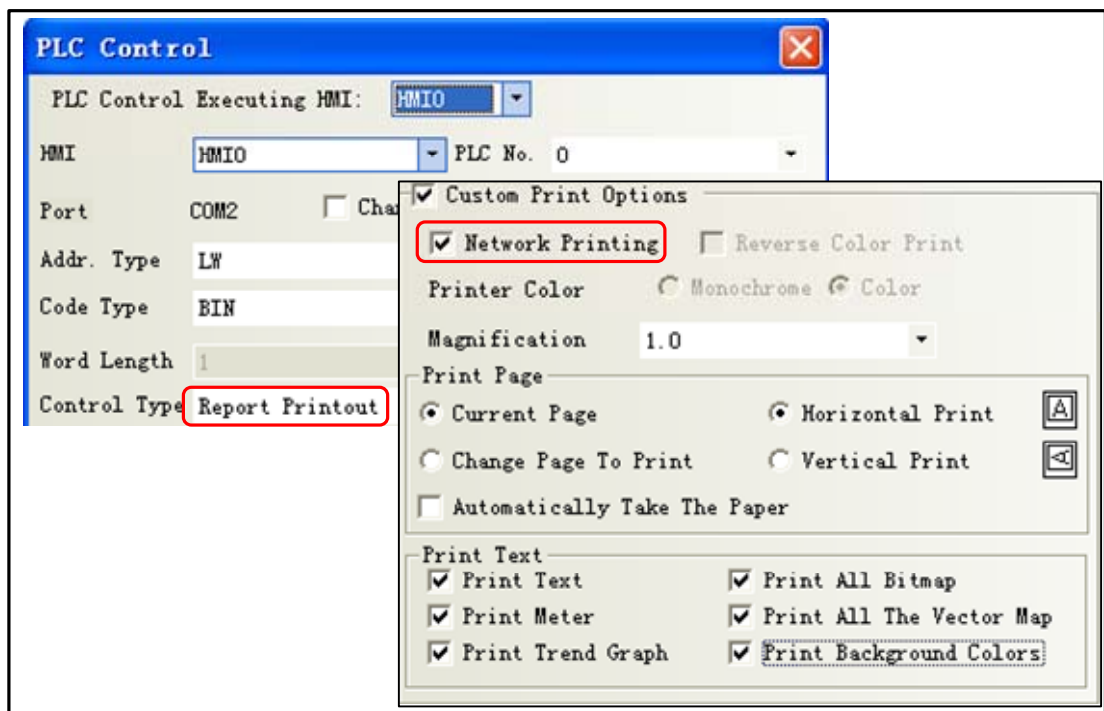 PLC Control
PLC Control Executing HMI: HMI0
HMI HMI0 PLC No. 0
Port COM2
Addr. Type LW
Code Type BIN
Word Length 1
Control Type Report Printout
Custom Print Options
Network Printing Reverse Color Print
Printer Color Monochrome Color
Magnification 1.0
Print Page
Current Page Horizontal Print A
Change Page To Print Vertical Print A
Automatically Take The Paper
Print Text
Print Text Print All Bitmap
Print Meter Print All The Vector Map
Print Trend Graph Print Background Colors